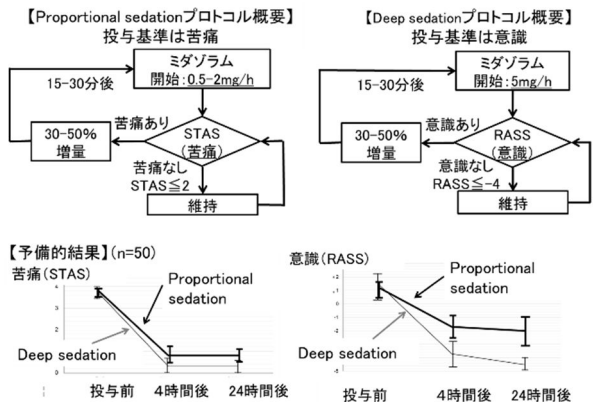 【Proportional sedationプロトコル概要】
投与基準は苦痛
ミダゾラム
開始:0.5-2mg/h
15-30分後
30-50%
増量
苦痛あり
STAS
(苦痛)
苦痛なし
STAS≦2
維持
【Deep sedationプロトコル概要】
投与基準は意識
ミダゾラム
開始:5mg/h
15-30分後
30-50%
増量
意識あり
RASS
(意識)
意識なし
RASS≦-4
維持
【予備的結果】(n=50)
苦痛(STAS)
4
3
2
1
0
Proportional
sedation
Deep sedation
投与前 4時間後 24時間後
意識(RASS)
Proportional
sedation
Deep sedation
投与前 4時間後 24時間後